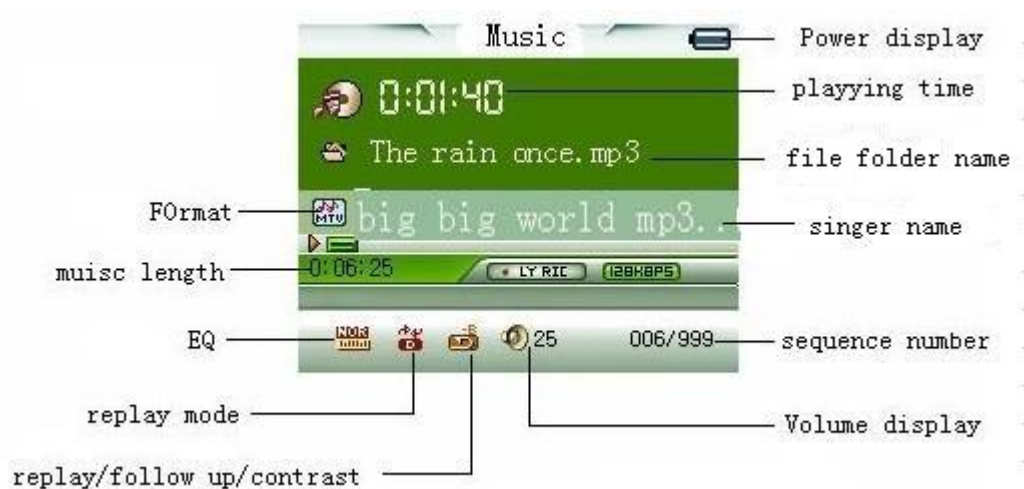 Music
Power display
0:01:40
playying time
The rain once.mp3
file folder name
FOrmat
MTV
big big world mp3..
singer name
muisc length
0:06:25
LYRIC
128KBPS
EQ
25
006/999
sequence number
replay mode
Volume display
replay/follow up/contrast